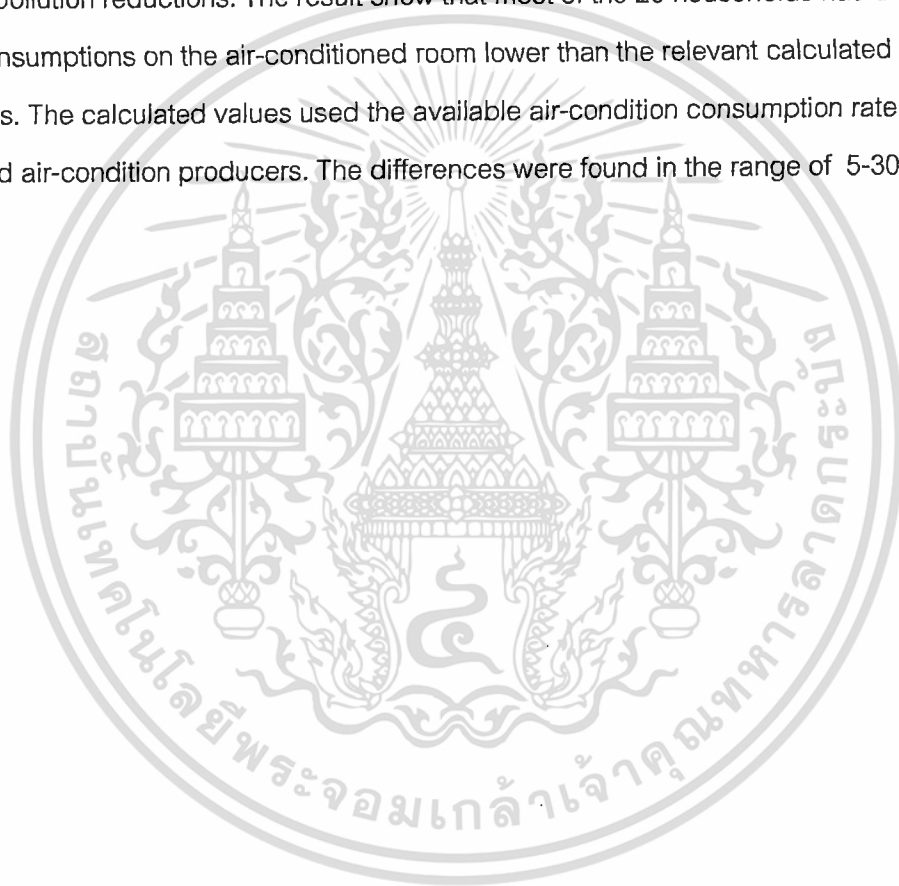 pollution reductions. The result show that most of the 20 households
nsumptions on the air-conditioned room lower than the relevant calculated
s. The calculated values used the available air-condition consumption rate
d air-condition producers. The differences were found in the range of 5-30
สถาบันเทคโนโลยีพระจอมเกล้าเจ้าคุณทหารลาดกระบัง